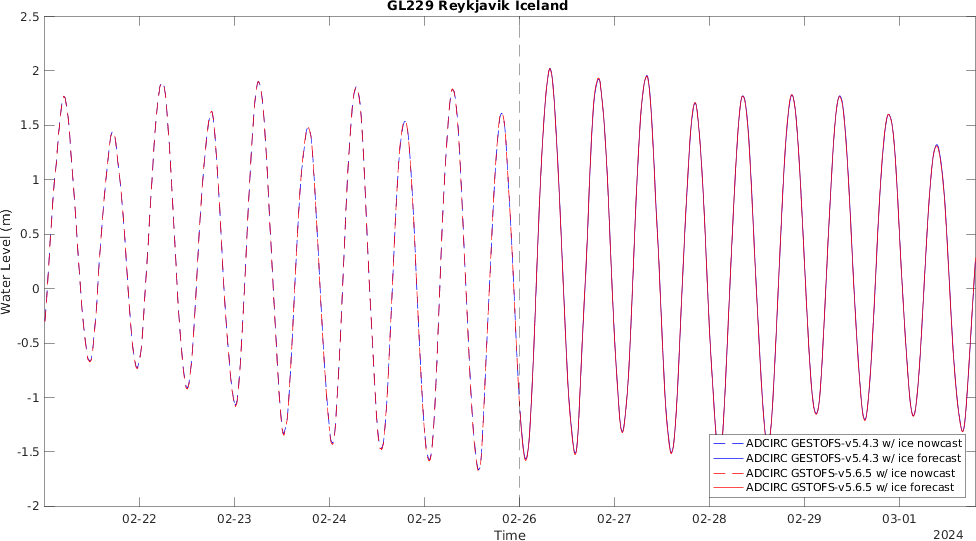 GL229 Reykjavik Iceland
2.5
2
1.5
1
0.5
0
-0.5
-1
-1.5
-2
Water Level (m)
ADCIRC GESTOFS-v5.4.3 w/ ice nowcast
ADCIRC GESTOFS-v5.4.3 w/ ice forecast
ADCIRC GSTOFS-v5.6.5 w/ ice nowcast
ADCIRC GSTOFS-v5.6.5 w/ ice forecast
02-22 02-23 02-24 02-25 02-26 02-27 02-28 02-29 03-01
Time
2024